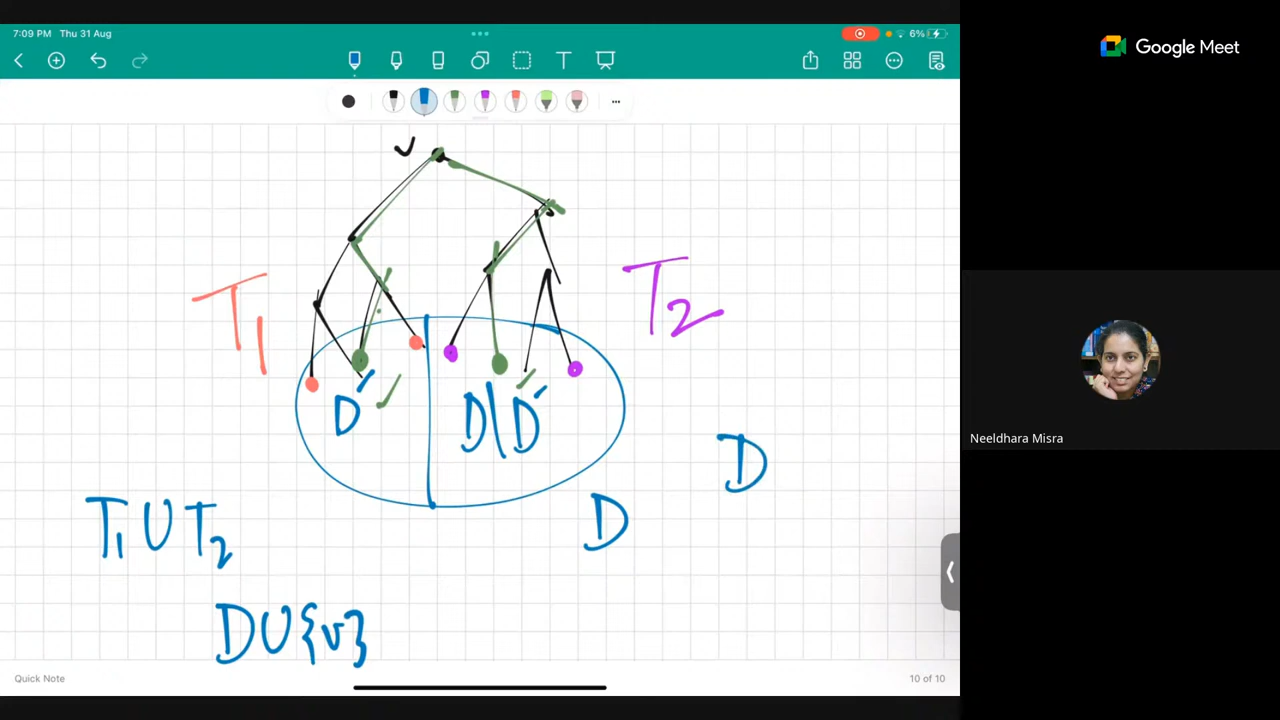 7:09 PM Thu 31 Aug
6%
Google Meet
T
v
T1
T2
D'
D\D'
D
D
T1 ∪ T2
D∪{v}
Neeldhara Misra
Quick Note
10 of 10